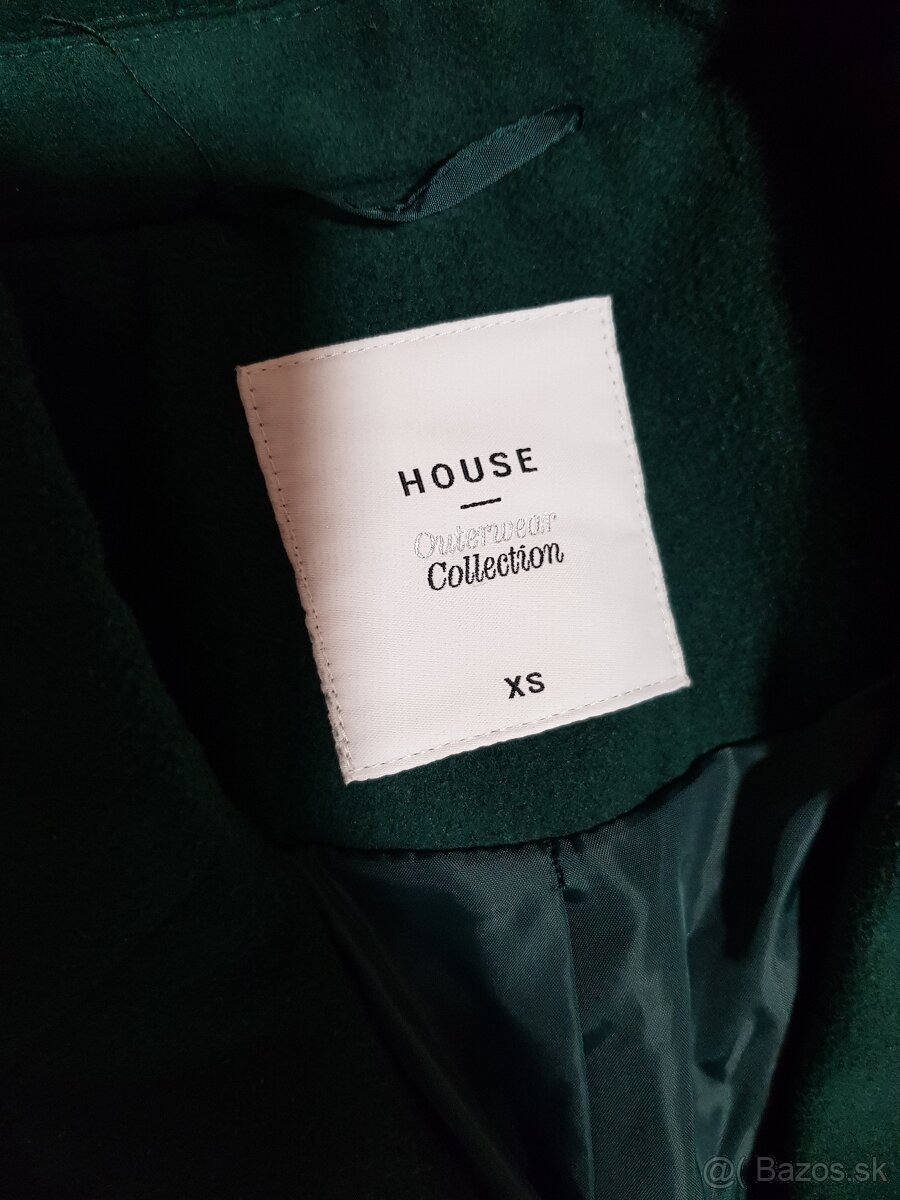 HOUSE
Outerwear
Collection
XS
@( Bazos.sk